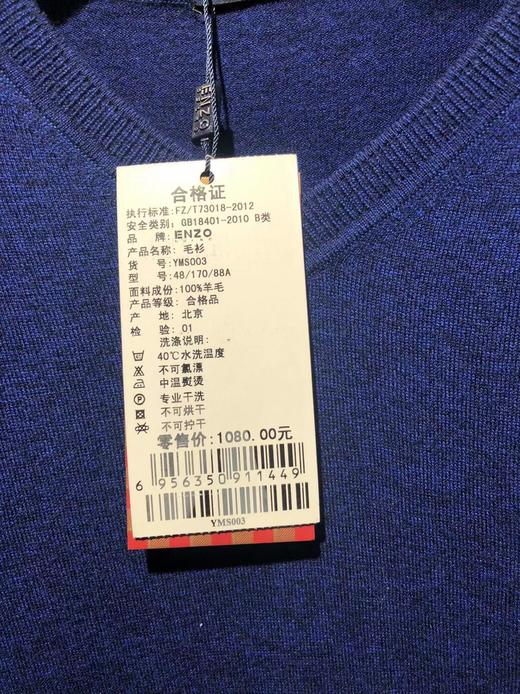 ENZO
合格证
执行标准:FZ/T73018-2012
安全类别: GB18401-2010 B类
品 牌: ENZO
产品名称: 毛衫
货 号:YMS003
型 号:48/170/88A
面料成份:100%羊毛
产品等级: 合格品
产 地: 北京
检 验: 01
洗涤说明:
40℃水洗温度
不可氯漂
中温熨烫
专业干洗
不可烘干
不可拧干
零售价:1080.00元
6 956350 911449
YMS003